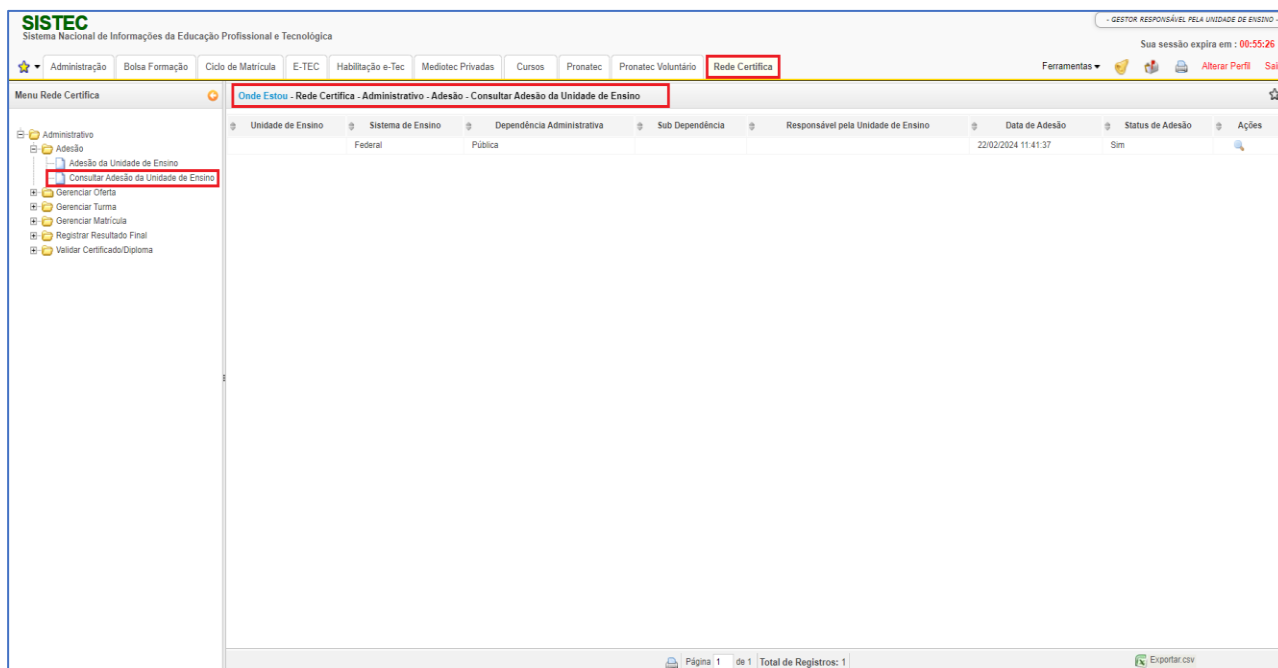 SISTEC
Sistema Nacional de Informações da Educação Profissional e Tecnológica
- GESTOR RESPONSÁVEL PELA UNIDADE DE ENSINO -
Sua sessão expira em : 00:55:26
Administração Bolsa Formação Ciclo de Matrícula E-TEC Habilitação e-Tec Mediotec Privadas Cursos Pronatec Pronatec Voluntário Rede Certifica Ferramentas Alterar Perfil Sai
Menu Rede Certifica
Onde Estou - Rede Certifica - Administrativo - Adesão - Consultar Adesão da Unidade de Ensino
Administrativo
Adesão
Adesão da Unidade de Ensino
Consultar Adesão da Unidade de Ensino
Gerenciar Oferta
Gerenciar Turma
Gerenciar Matrícula
Registrar Resultado Final
Validar Certificado/Diploma
Unidade de Ensino Sistema de Ensino Dependência Administrativa Sub Dependência Responsável pela Unidade de Ensino Data de Adesão Status de Adesão Ações
Federal Pública 22/02/2024 11:41:37 Sim
Página 1 de 1 Total de Registros: 1 Exportar.csv